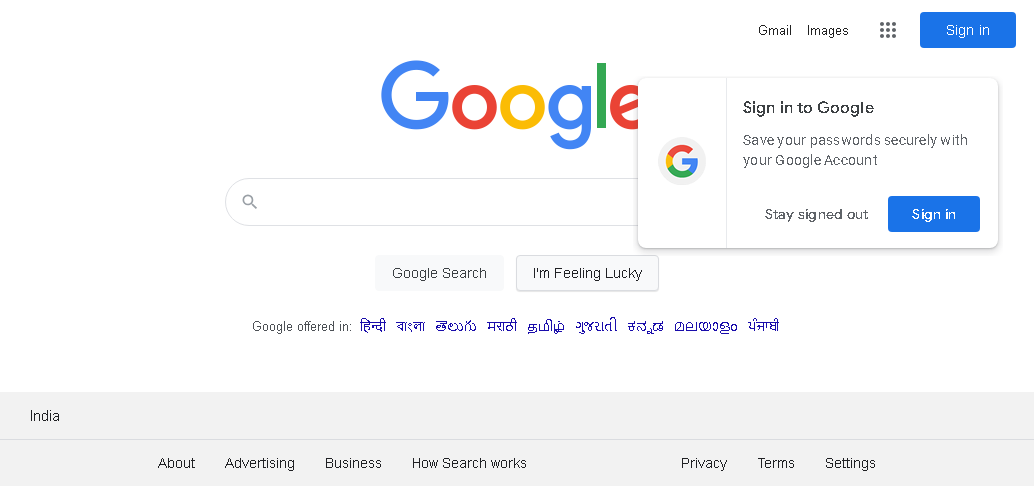 Gmail Images Sign in
Google
Sign in to Google
Save your passwords securely with
your Google Account
Stay signed out Sign in
Google Search I'm Feeling Lucky
Google offered in: हिन्दी বাংলা తెలుగు मराठी தமிழ் ગુજરાતી ಕನ್ನಡ മലയാളം ਪੰਜਾਬੀ
India
About Advertising Business How Search works Privacy Terms Settings